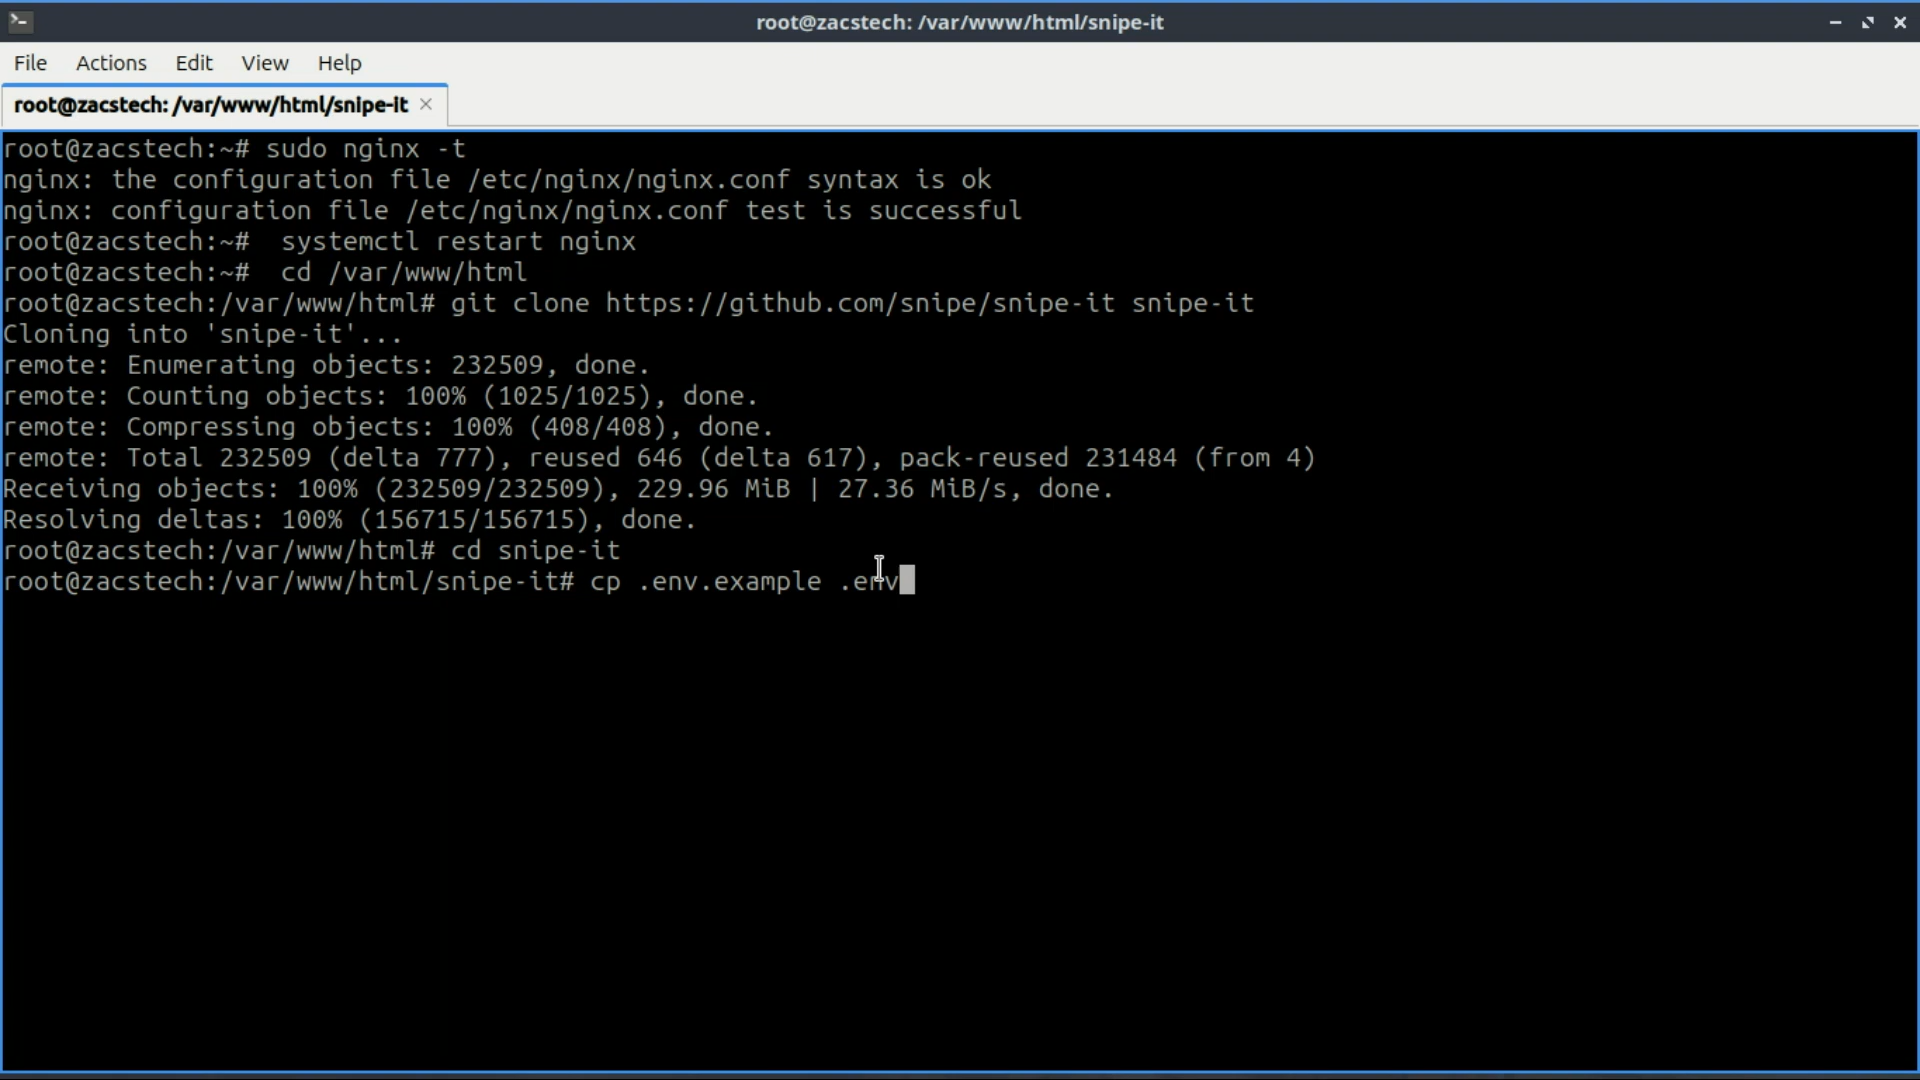 root@zacstech: /var/www/html/snipe-it
File Actions Edit View Help
root@zacstech: /var/www/html/snipe-it
root@zacstech:~# sudo nginx -t
nginx: the configuration file /etc/nginx/nginx.conf syntax is ok
nginx: configuration file /etc/nginx/nginx.conf test is successful
root@zacstech:~#  systemctl restart nginx
root@zacstech:~#  cd /var/www/html
root@zacstech:/var/www/html# git clone https://github.com/snipe/snipe-it snipe-it
Cloning into 'snipe-it'...
remote: Enumerating objects: 232509, done.
remote: Counting objects: 100% (1025/1025), done.
remote: Compressing objects: 100% (408/408), done.
remote: Total 232509 (delta 777), reused 646 (delta 617), pack-reused 231484 (from 4)
Receiving objects: 100% (232509/232509), 229.96 MiB | 27.36 MiB/s, done.
Resolving deltas: 100% (156715/156715), done.
root@zacstech:/var/www/html# cd snipe-it
root@zacstech:/var/www/html/snipe-it# cp .env.example .env